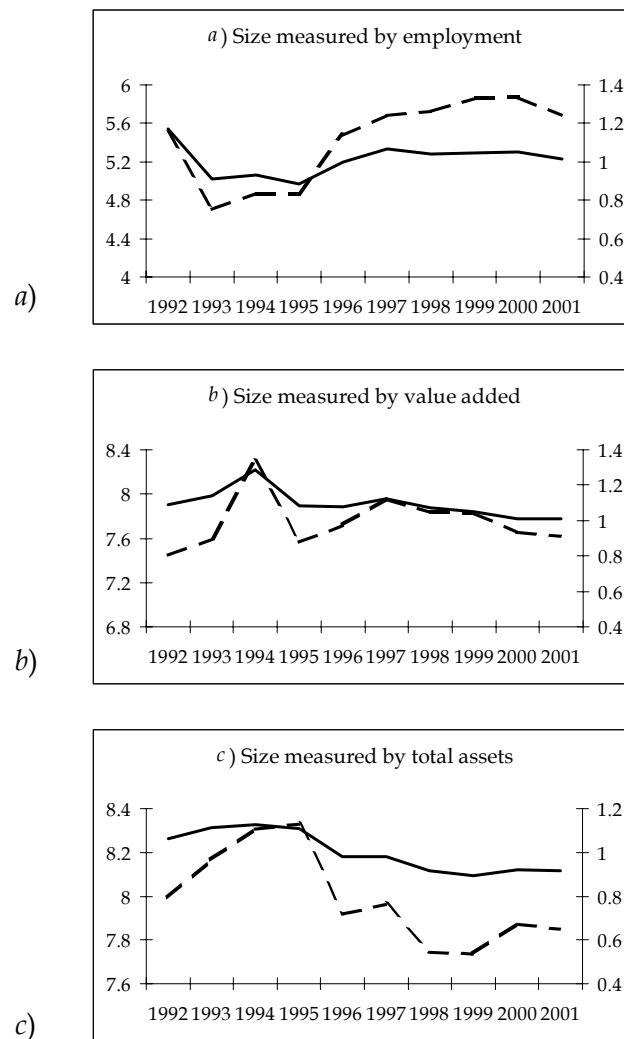 a) Size measured by employment
6 1.4
5.6 1.2
5.2 1
4.8 0.8
4.4 0.6
4 0.4
1992 1993 1994 1995 1996 1997 1998 1999 2000 2001
a)
b) Size measured by value added
8.4 1.4
8 1.2
1
7.6
0.8
7.2
0.6
6.8 0.4
1992 1993 1994 1995 1996 1997 1998 1999 2000 2001
b)
c) Size measured by total assets
8.4 1.2
8.2 1
8 0.8
7.8 0.6
7.6 0.4
1992 1993 1994 1995 1996 1997 1998 1999 2000 2001
c)